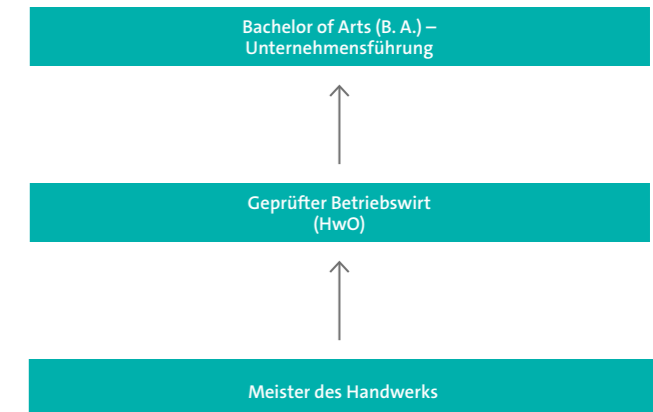 Bachelor of Arts (B. A.) –
Unternehmensführung
Geprüfter Betriebswirt
(HwO)
Meister des Handwerks